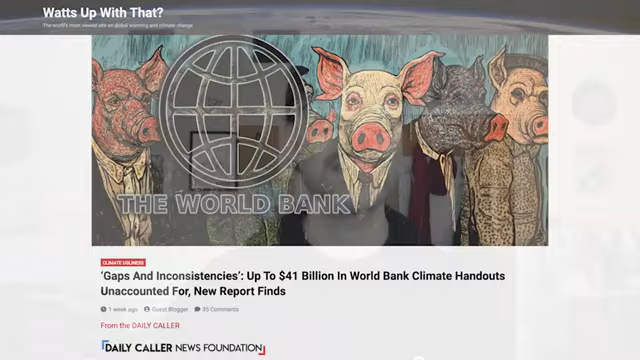 Watts Up With That?
The world's most viewed site on global warming and climate change
THE WORLD BANK
CLIMATE UGLINESS
‘Gaps And Inconsistencies’: Up To $41 Billion In World Bank Climate Handouts
Unaccounted For, New Report Finds
1 week ago Guest Blogger 35 Comments
From the DAILY CALLER
DAILY CALLER NEWS FOUNDATION